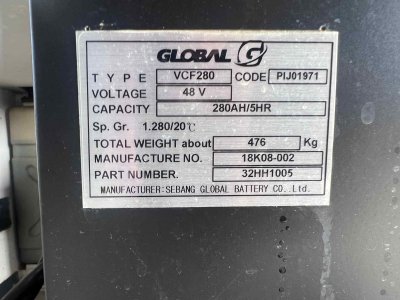 GLOBAL G
TYPE VCF280 CODE PIJ01971
VOLTAGE 48 V
CAPACITY 280AH/5HR
Sp. Gr. 1.280/20℃
TOTAL WEIGHT about 476 Kg
MANUFACTURE NO. 18K08-002
PART NUMBER. 32HH1005
MANUFACTURER:SEBANG GLOBAL BATTERY CO.,Ltd.